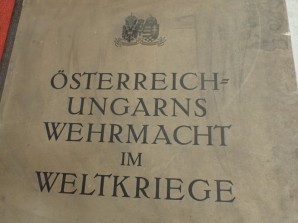 ÖSTERREICH-
UNGARNS
WEHRMACHT
IM
WELTKRIEGE